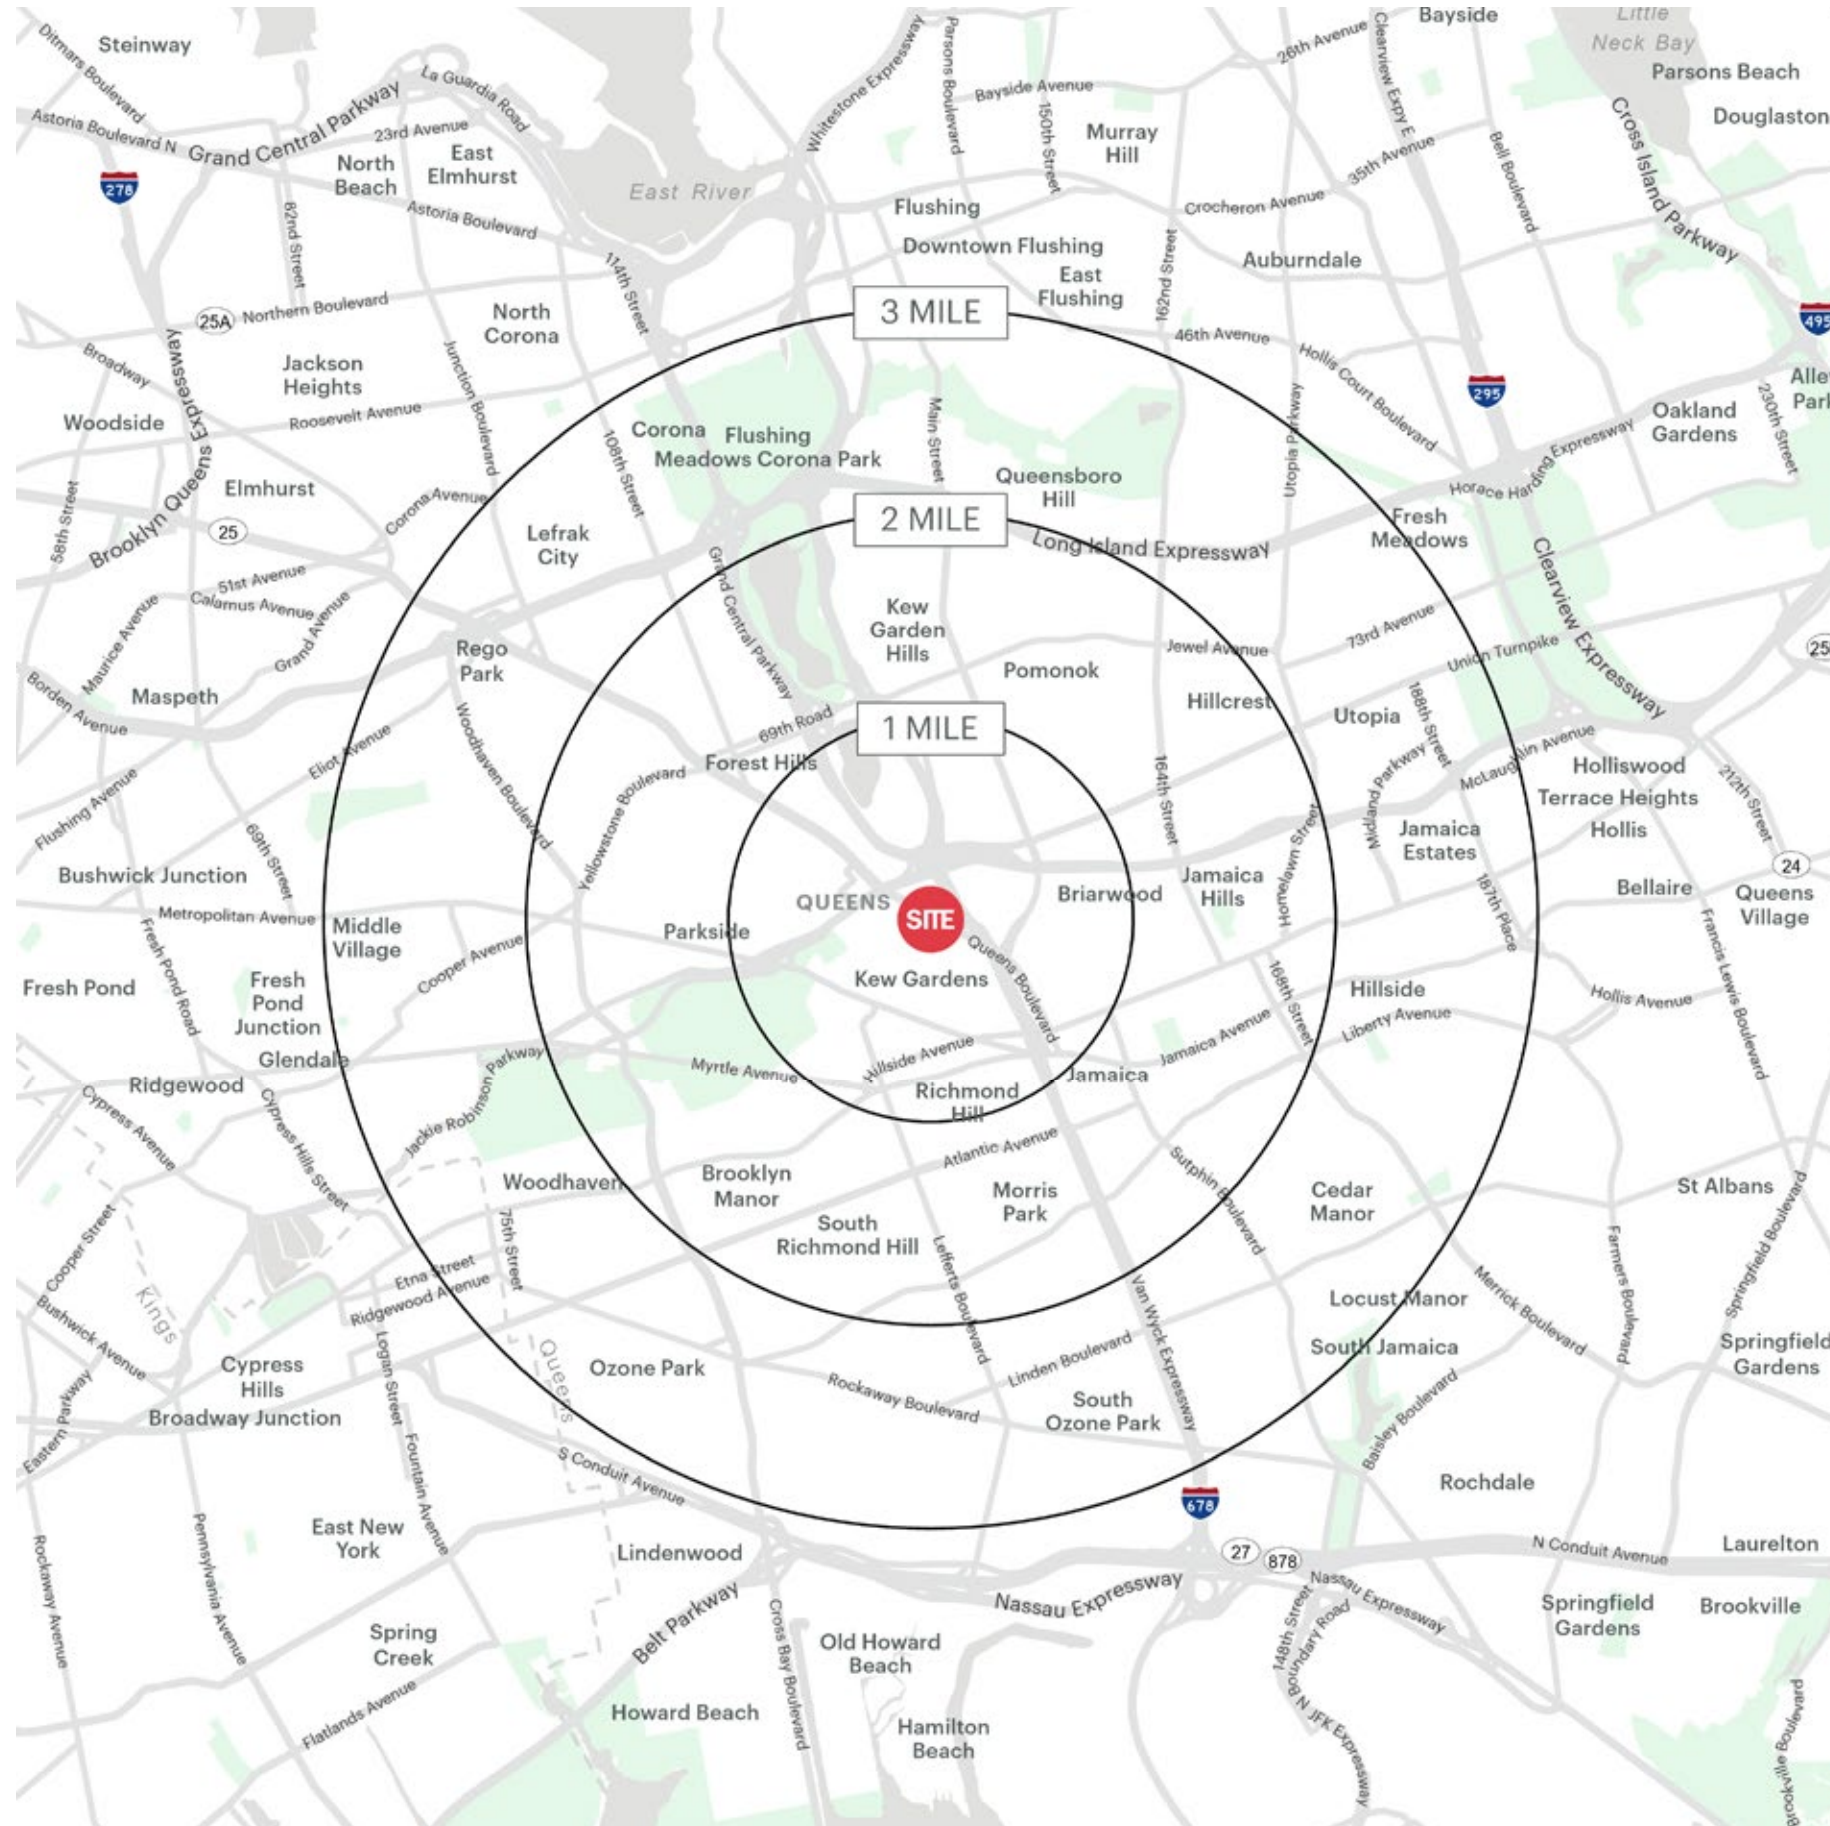 Steinway
Ditmars Boulevard
La Guardia Road
Whitestone Expressway
Parsons Boulevard
Bayside Avenue
150th Street
26th Avenue
Clearview Expy E
Bayside
Little
Neck Bay
Parsons Beach
Douglaston
Cross Island Parkway
Astoria Boulevard N
Grand Central Parkway
23rd Avenue
North
Beach
East
Elmhurst
278
82nd Street
Astoria Boulevard
East River
Murray
Hill
Flushing
Downtown Flushing
East
Flushing
162nd Street
Crocheron Avenue
35th Avenue
Bell Boulevard
Auburndale
114th Street
25A
Northern Boulevard
North
Corona
3 MILE
46th Avenue
Hollis Court Boulevard
495
295
Broadway
Jackson
Heights
Junction Boulevard
Roosevelt Avenue
Woodside
Brooklyn Queens Expressway
Expressway
Corona
Flushing
Meadows Corona Park
108th Street
Main Street
Queensboro
Hill
Utopia Parkway
Horace Harding Expressway
Oakland
Gardens
230th Street
Alle
Park
Elmhurst
25
58th Street
Corona Avenue
Lefrak
City
2 MILE
Long Island Expressway
Fresh
Meadows
Clearview Expressway
51st Avenue
Calamus Avenue
Grand Avenue
Maurice Avenue
Grand Central Parkway
Kew
Garden
Hills
Pomonok
Jewel Avenue
73rd Avenue
Union Turnpike
25
Rego
Park
Maspeth
Borden Avenue
Eliot Avenue
Woodhaven Boulevard
69th Road
1 MILE
Hillcrest
Utopia
188th Street
McLaughlin Avenue
Holliswood
Terrace Heights
Hollis
212th Street
Forest Hills
Yellowstone Boulevard
Flushing Avenue
69th Street
164th Street
Homelawn Street
Midland Parkway
Jamaica
Estates
24
Bushwick Junction
Metropolitan Avenue
Middle
Village
QUEENS
SITE
Briarwood
Jamaica
Hills
187th Place
Bellaire
Queens
Village
Parkside
Kew Gardens
Queens Boulevard
Cooper Avenue
Fresh Pond
Fresh Pond Road
Fresh
Pond
Junction
168th Street
Hillside
Liberty Avenue
Hollis Avenue
Francis Lewis Boulevard
Glendale
Ridgewood
Jackie Robinson Parkway
Myrtle Avenue
Hillside Avenue
Richmond
Hill
Jamaica
Jamaica Avenue
Cypress Avenue
Cypress Hills Street
Atlantic Avenue
Woodhaven
Brooklyn
Manor
Morris
Park
Sutphin Boulevard
Cedar
Manor
St Albans
Cooper Street
75th Street
South
Richmond Hill
Lefferts Boulevard
Farmers Boulevard
Springfield Boulevard
Kings
Etna Street
Ridgewood Avenue
Bushwick Avenue
Van Wyck Expressway
Locust Manor
Merrick Boulevard
South Jamaica
Springfield
Gardens
Cypress
Hills
Logan Street
Queens
Ozone Park
Linden Boulevard
Rockaway Boulevard
South
Ozone Park
Baisley Boulevard
Broadway Junction
Eastern Parkway
Fountain Avenue
S Conduit Avenue
Rochdale
678
East New
York
Pennsylvania Avenue
Rockaway Avenue
Lindenwood
27
878
N Conduit Avenue
Laurelton
Belt Parkway
Nassau Expressway
Nassau Expressway
148th Street
N Boundary Road
Springfield
Gardens
Brookville
Spring
Creek
Cross Bay Boulevard
Old Howard
Beach
Flatlands Avenue
Howard Beach
Hamilton
Beach
JFK Expressway
Brookville Boulevard